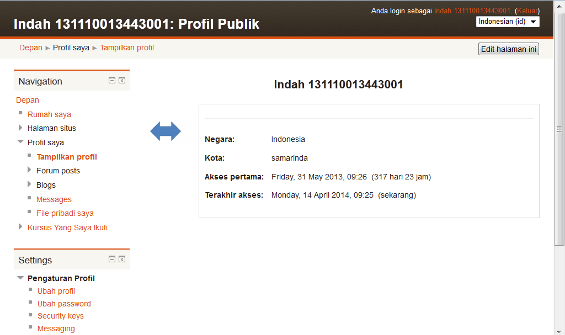 Anda login sebagai Indah 131110013443001 (Keluar)
Indonesian (id)
Indah 131110013443001: Profil Publik
Depan ► Profil saya ► Tampilkan profil
Edit halaman ini
Navigation
Depan
Rumah saya
Halaman situs
Profil saya
Tampilkan profil
Forum posts
Blogs
Messages
File pribadi saya
Kursus Yang Saya Ikuti
Settings
Pengaturan Profil
Ubah profil
Ubah password
Security keys
Messaging
Indah 131110013443001
Negara: Indonesia
Kota: samarinda
Akses pertama: Friday, 31 May 2013, 09:26 (317 hari 23 jam)
Terakhir akses: Monday, 14 April 2014, 09:25 (sekarang)